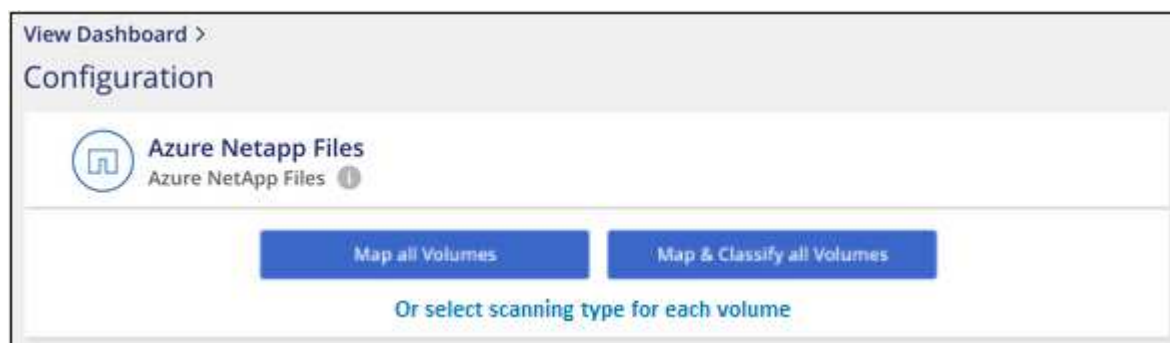 View Dashboard >
Configuration
Azure Netapp Files
Azure NetApp Files
Map all Volumes
Map & Classify all Volumes
Or select scanning type for each volume